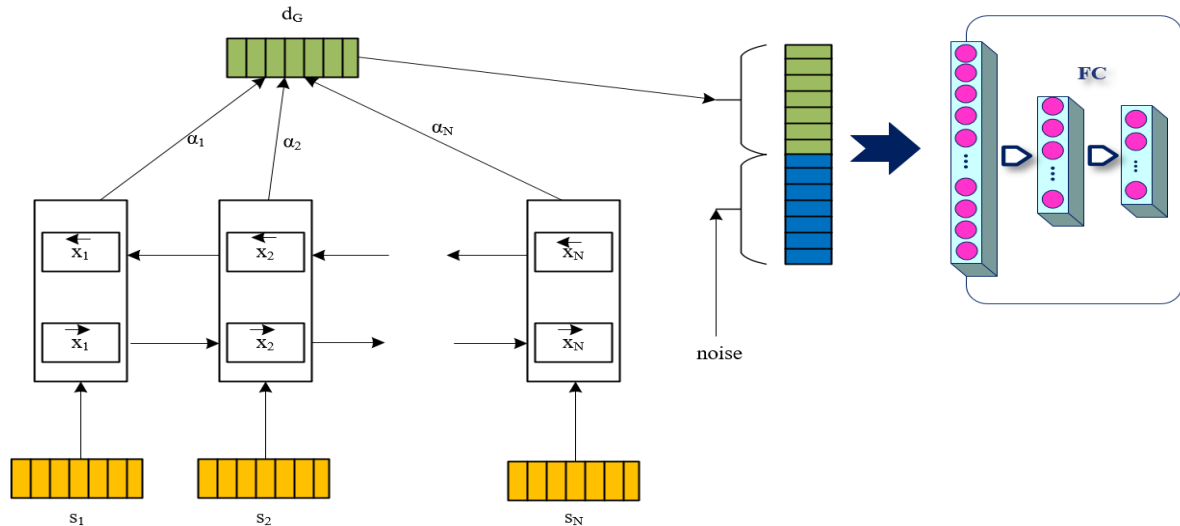 d_G
FC
α_1
α_2
α_N
...
...
...
x_1
x_2
x_N
x_1
x_2
x_N
noise
s_1
s_2
s_N